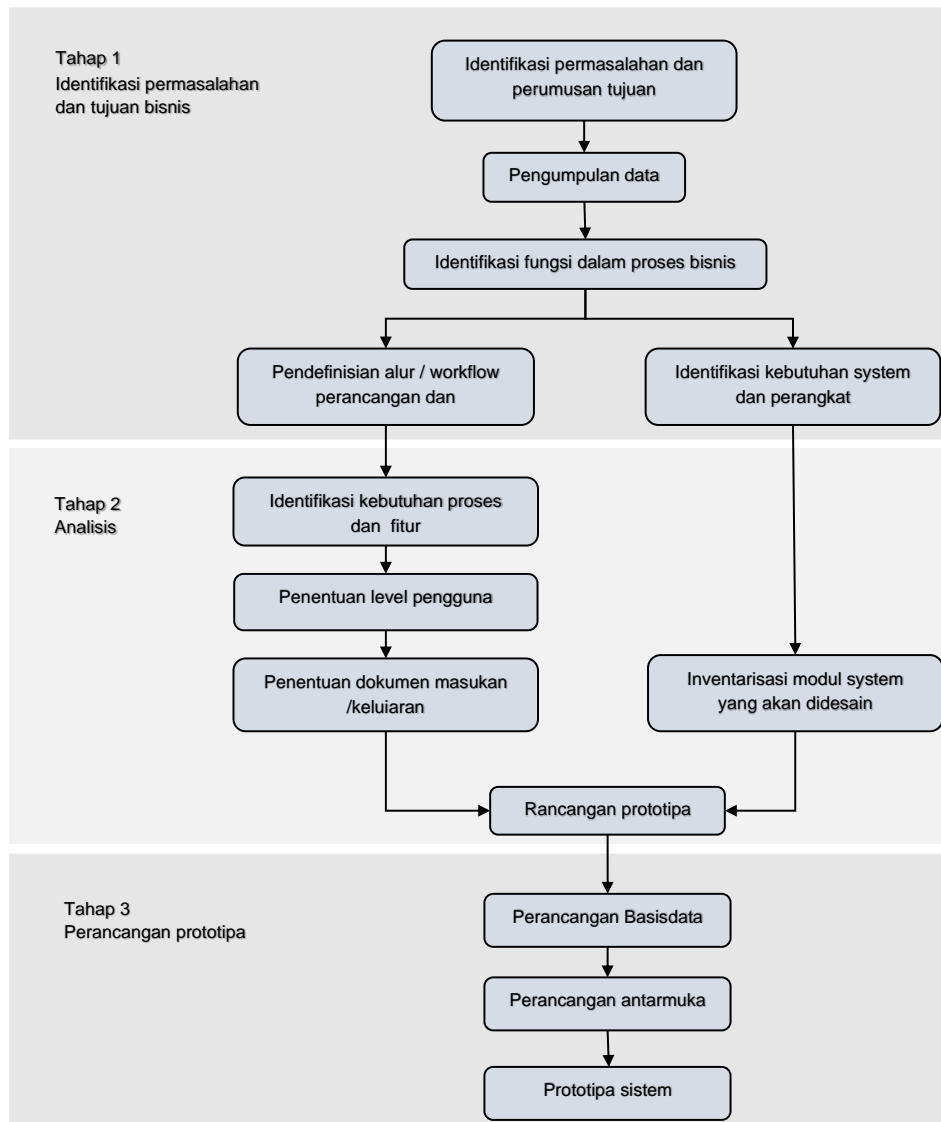 Tahap 1
Identifikasi permasalahan
dan tujuan bisnis
Identifikasi permasalahan dan
perumusan tujuan
Pengumpulan data
Identifikasi fungsi dalam proses bisnis
Pendefinisian alur / workflow
perancangan dan
Identifikasi kebutuhan system
dan perangkat
Tahap 2
Analisis
Identifikasi kebutuhan proses
dan fitur
Penentuan level pengguna
Penentuan dokumen masukan
/keluiaran
Inventarisasi modul system
yang akan didesain
Rancangan prototipa
Tahap 3
Perancangan prototipa
Perancangan Basisdata
Perancangan antarmuka
Prototipa sistem